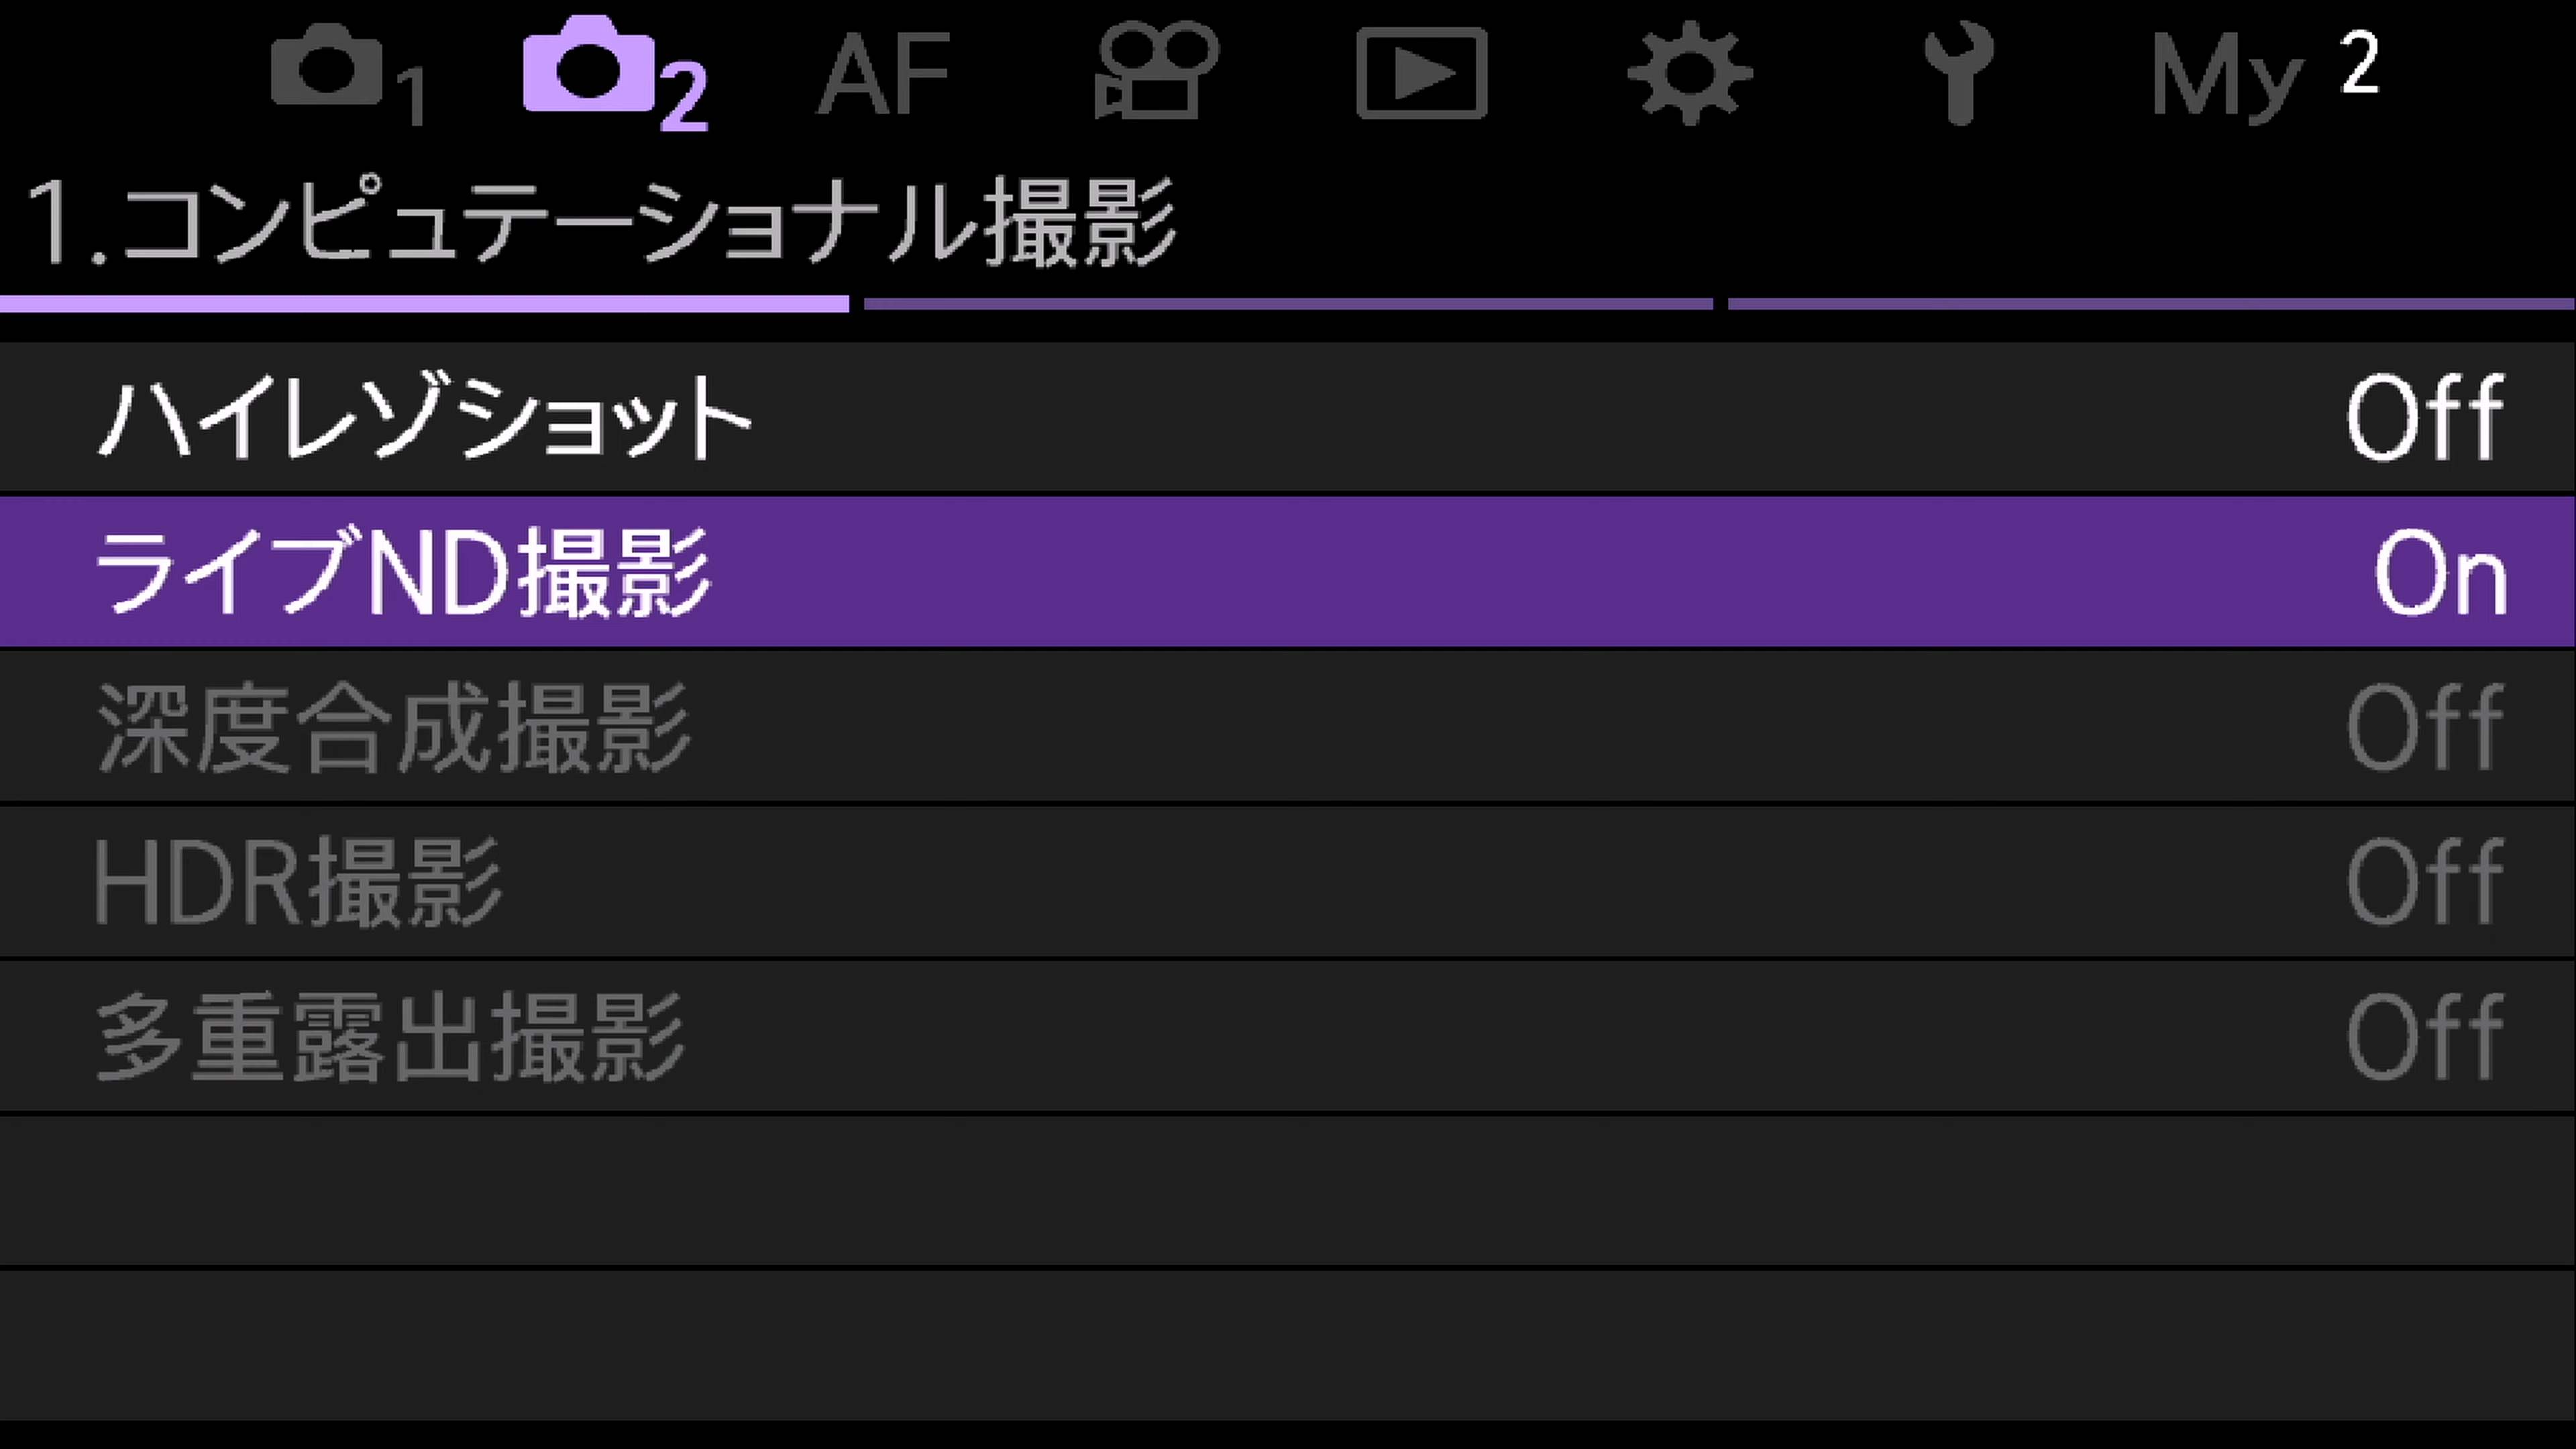 1 2 AF My 2
1.コンピュテーショナル撮影
ハイレゾショット Off
ライブND撮影 On
深度合成撮影 Off
HDR撮影 Off
多重露出撮影 Off